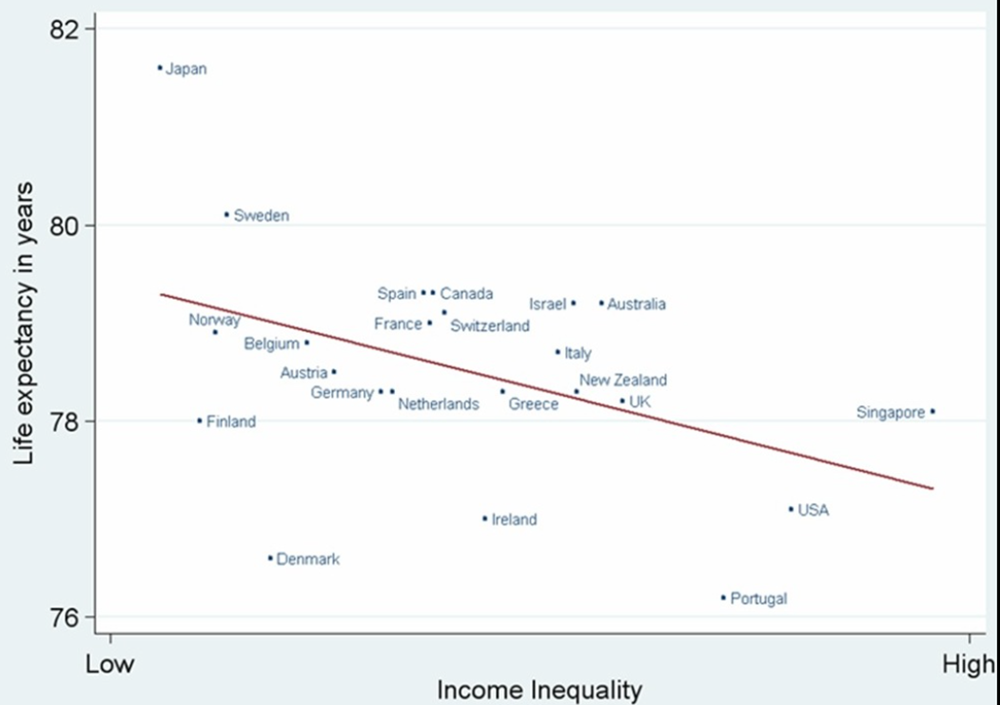 Life expectancy in years
82
Japan
Sweden
80
Spain Canada
Israel Australia
Norway
France Switzerland
Belgium
Italy
Austria
New Zealand
Germany Netherlands
Greece UK
Singapore
78
Finland
USA
Ireland
Denmark
Portugal
76
Low High
Income Inequality